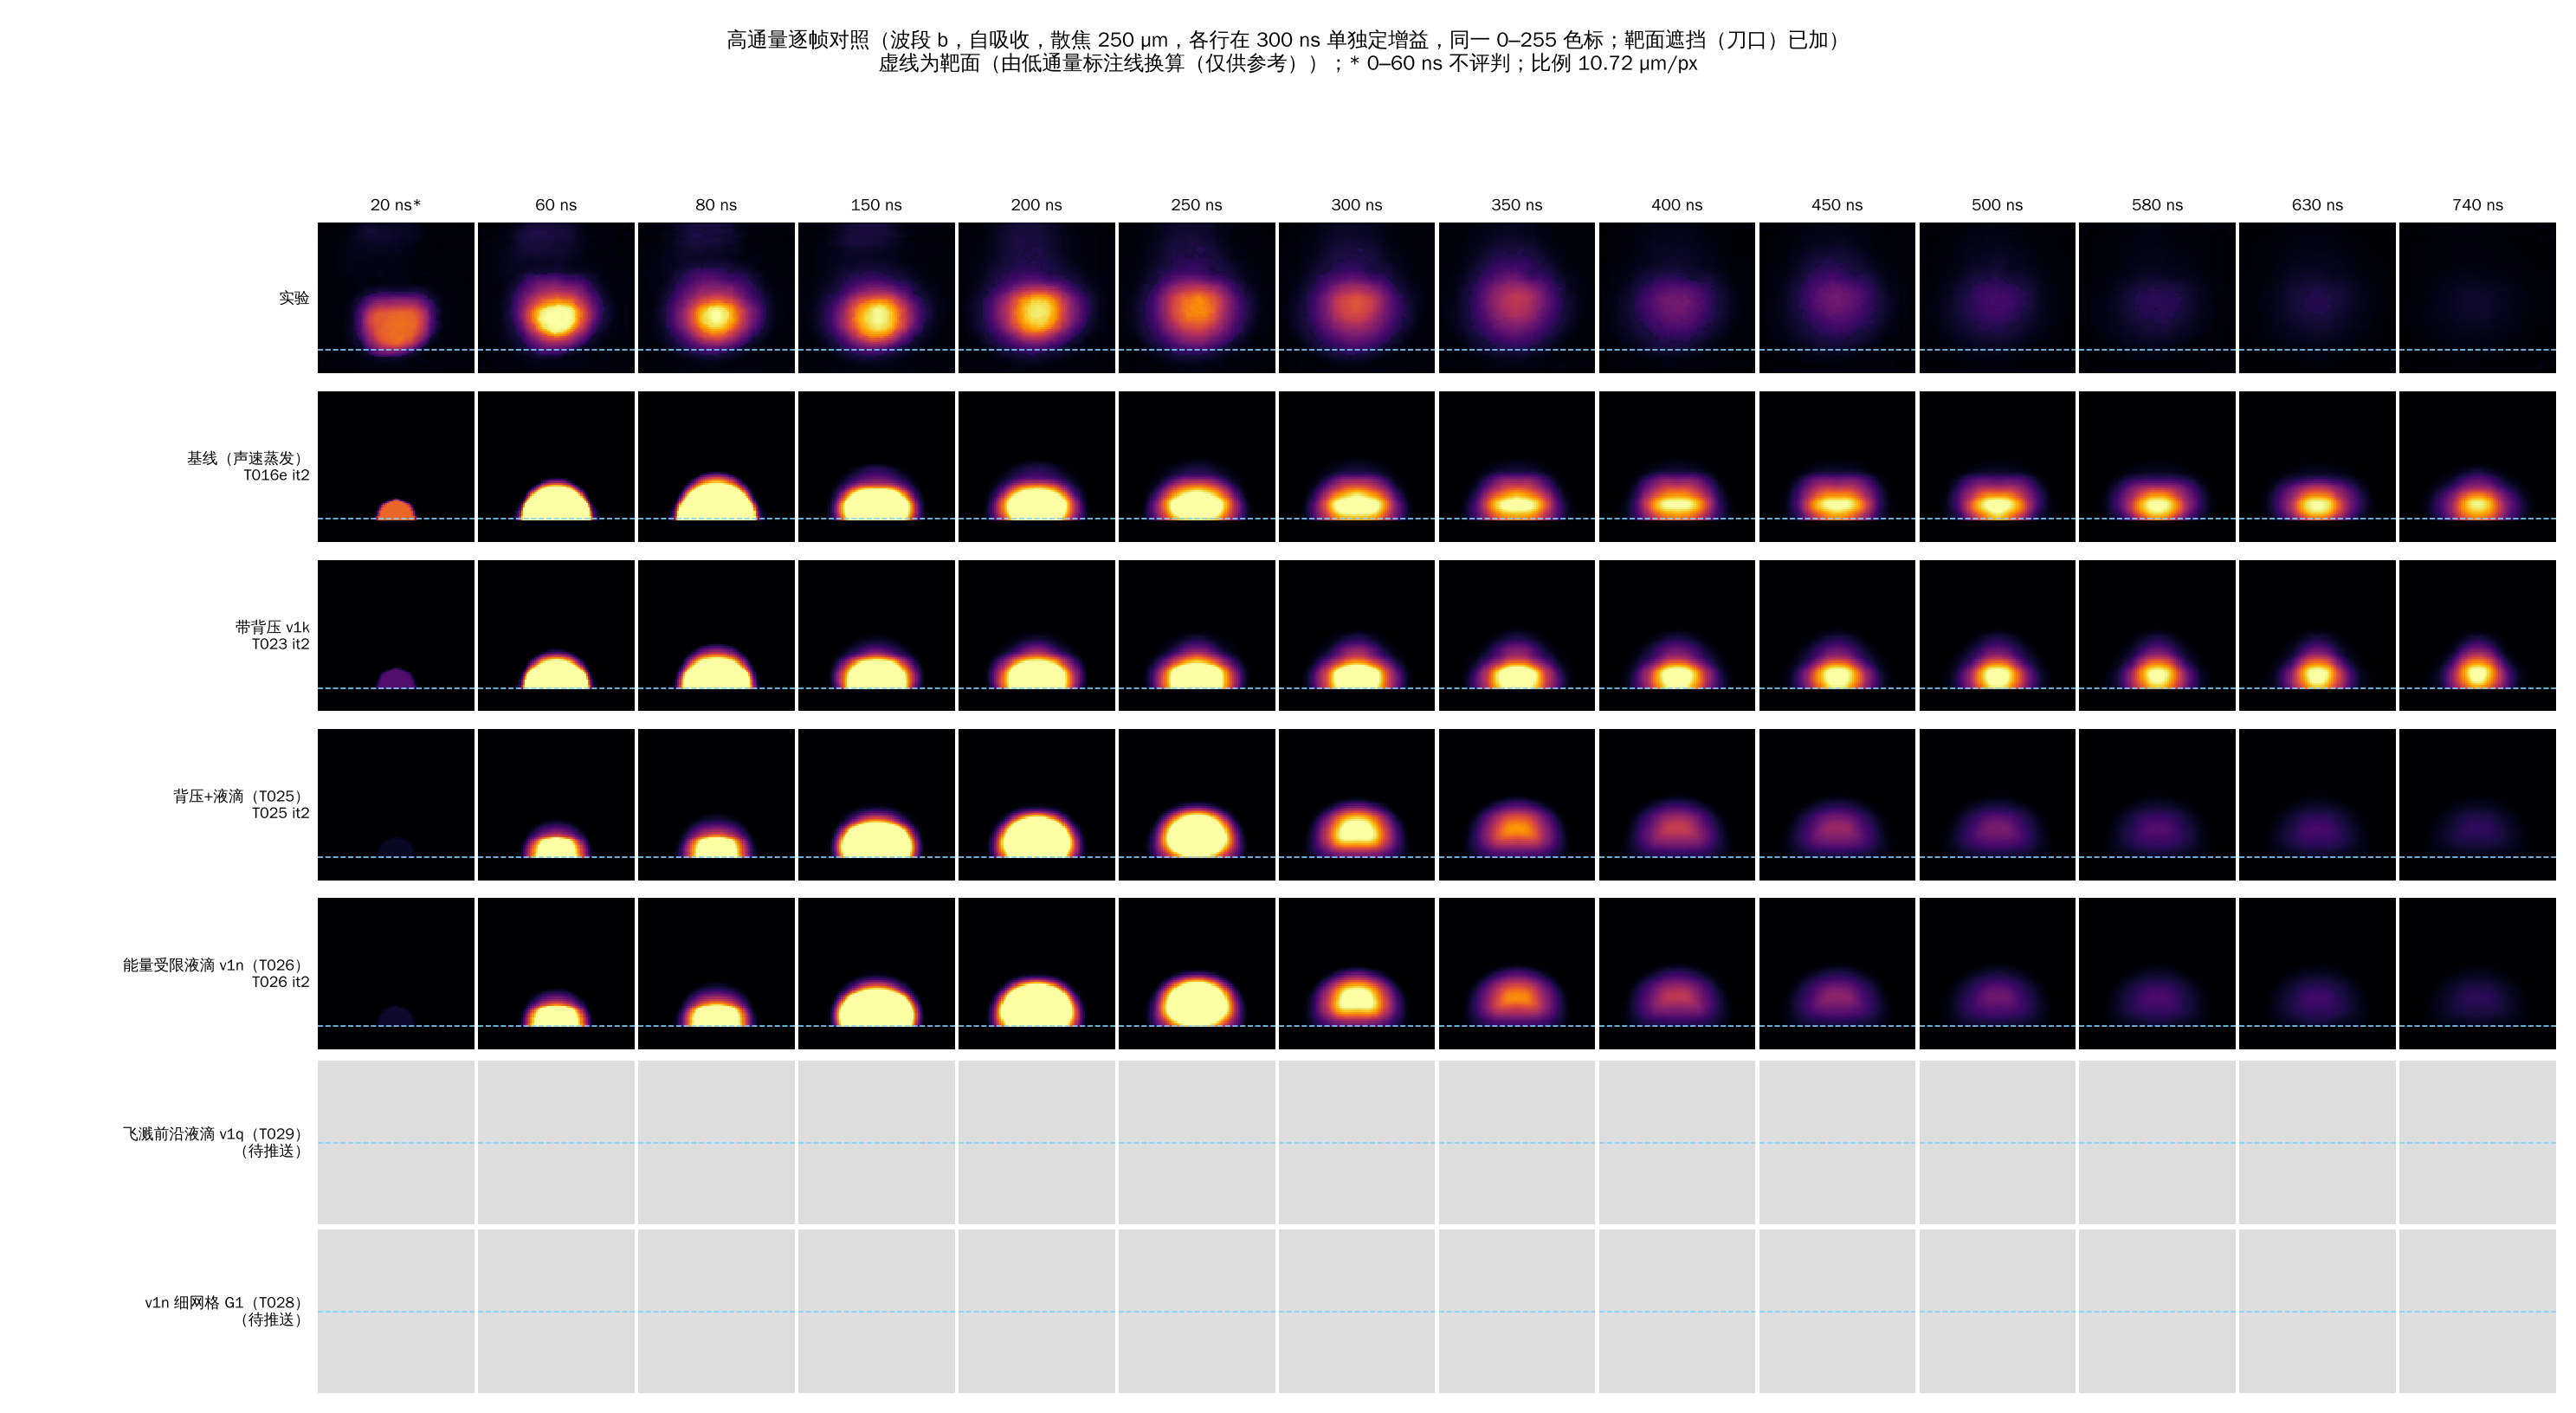 高通量逐帧对照（波段 b，自吸收，散焦 250 µm，各行在 300 ns 单独定增益，同一 0–255 色标；靶面遮挡（刀口）已加）
虚线为靶面（由低通量标注线换算（仅供参考））；* 0–60 ns 不评判；比例 10.72 µm/px
20 ns*
60 ns
80 ns
150 ns
200 ns
250 ns
300 ns
350 ns
400 ns
450 ns
500 ns
580 ns
630 ns
740 ns
实验
基线（声速蒸发）
T016e it2
带背压 v1k
T023 it2
背压+液滴（T025）
T025 it2
能量受限液滴 v1n（T026）
T026 it2
飞溅前沿液滴 v1q（T029）
（待推送）
v1n 细网格 G1（T028）
（待推送）